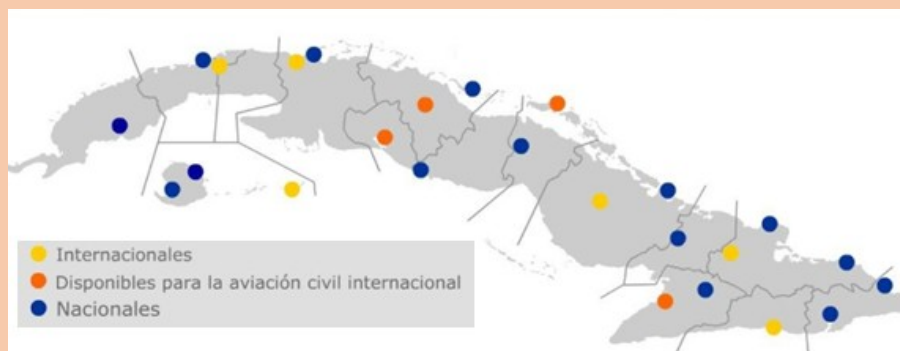 Internacionales
Disponibles para la aviación civil internacional
Nacionales